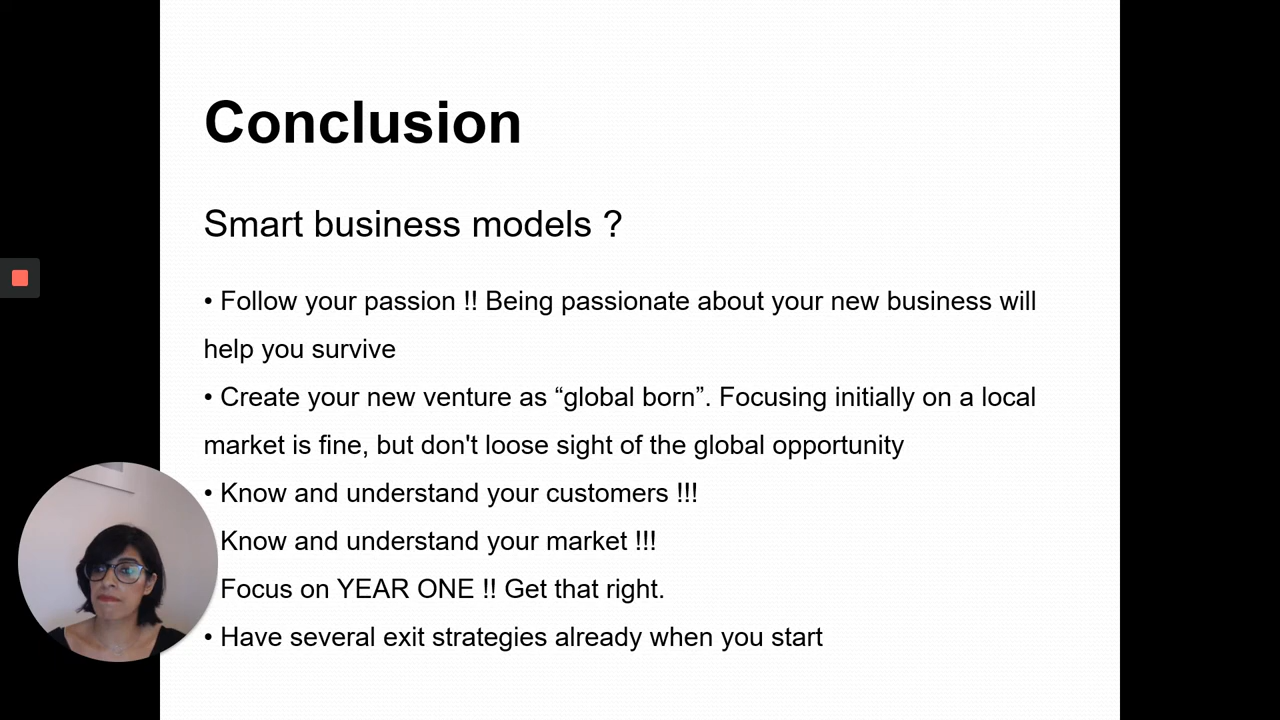 Conclusion
Smart business models ?
• Follow your passion !! Being passionate about your new business will
help you survive
• Create your new venture as “global born”. Focusing initially on a local
market is fine, but don't loose sight of the global opportunity
• Know and understand your customers !!!
Know and understand your market !!!
Focus on YEAR ONE !! Get that right.
• Have several exit strategies already when you start